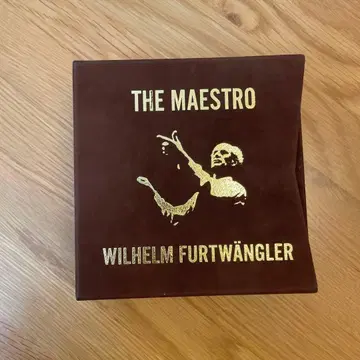 THE MAESTRO
WILHELM FURTWÄNGLER